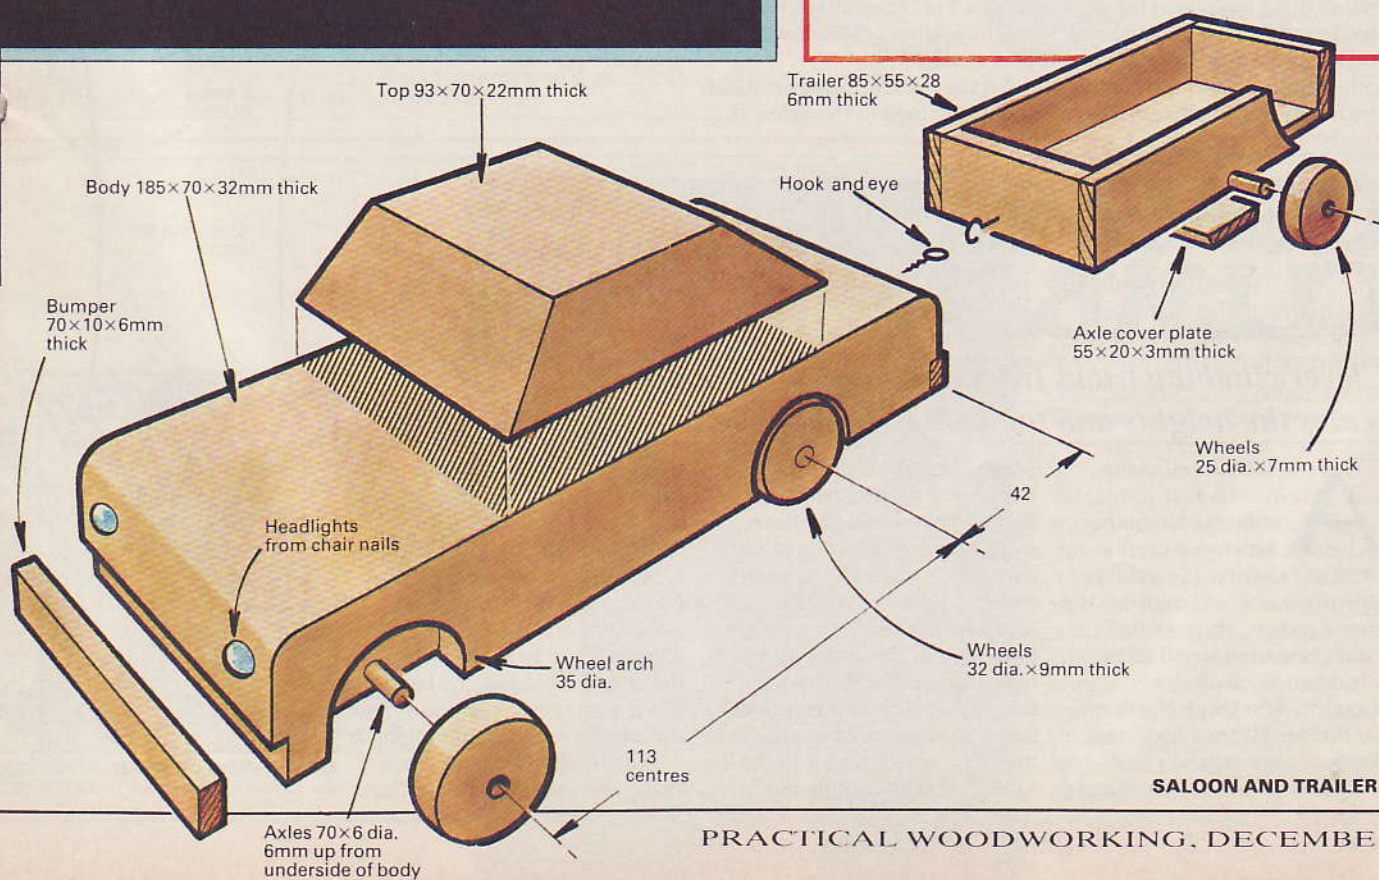 Top 93×70×22mm thick
Trailer 85×55×28
6mm thick
Body 185×70×32mm thick
Hook and eye
Bumper
70×10×6mm
thick
Axle cover plate
55×20×3mm thick
Wheels
25 dia.×7mm thick
42
Headlights
from chair nails
Wheel arch
35 dia.
Wheels
32 dia.×9mm thick
113
centres
SALOON AND TRAILER
Axles 70×6 dia.
6mm up from
underside of body
PRACTICAL WOODWORKING, DECEMBE